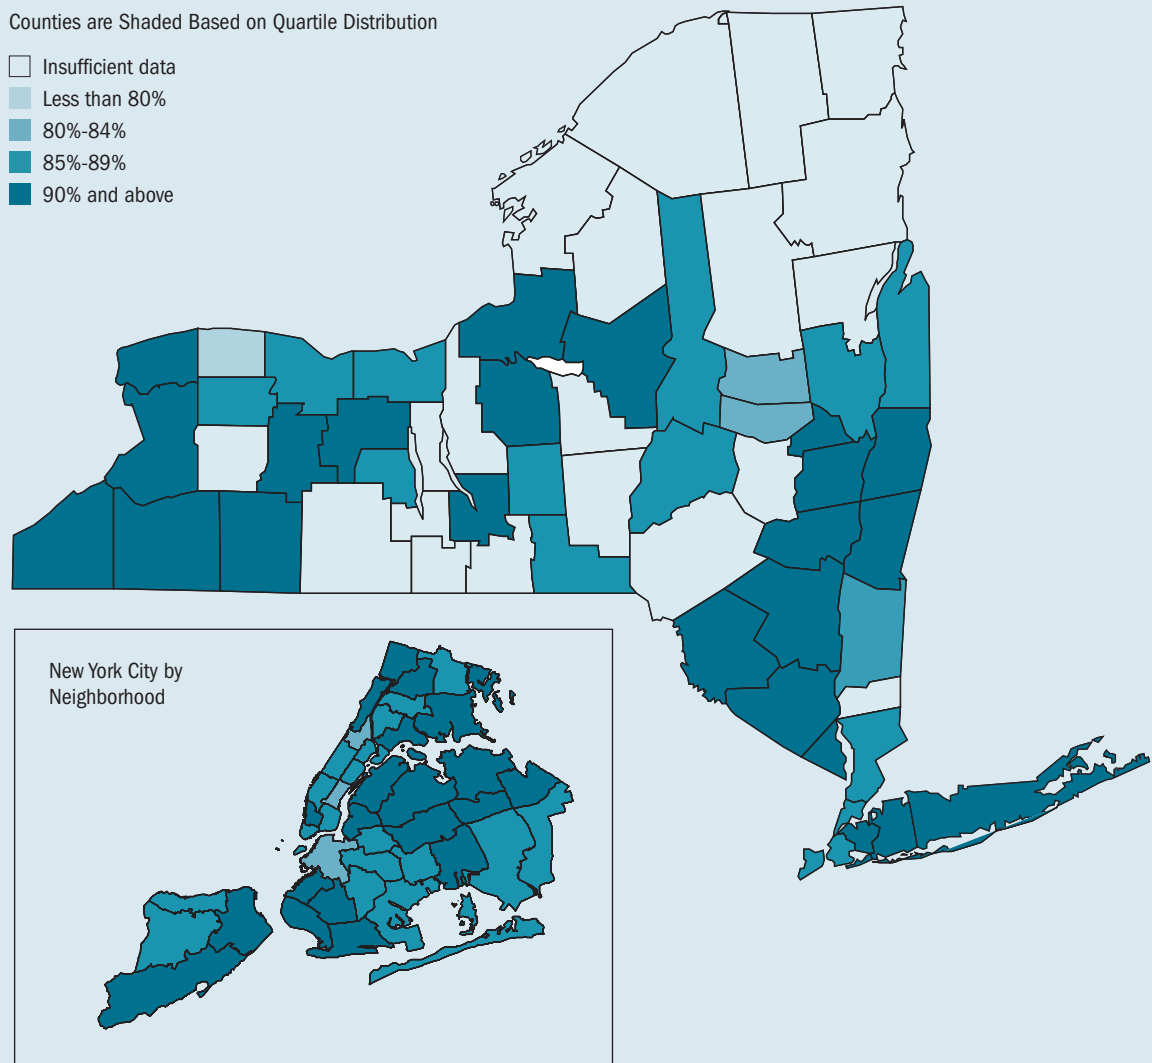 Counties are Shaded Based on Quartile Distribution
Insufficient data
Less than 80%
80%-84%
85%-89%
90% and above
New York City by
Neighborhood